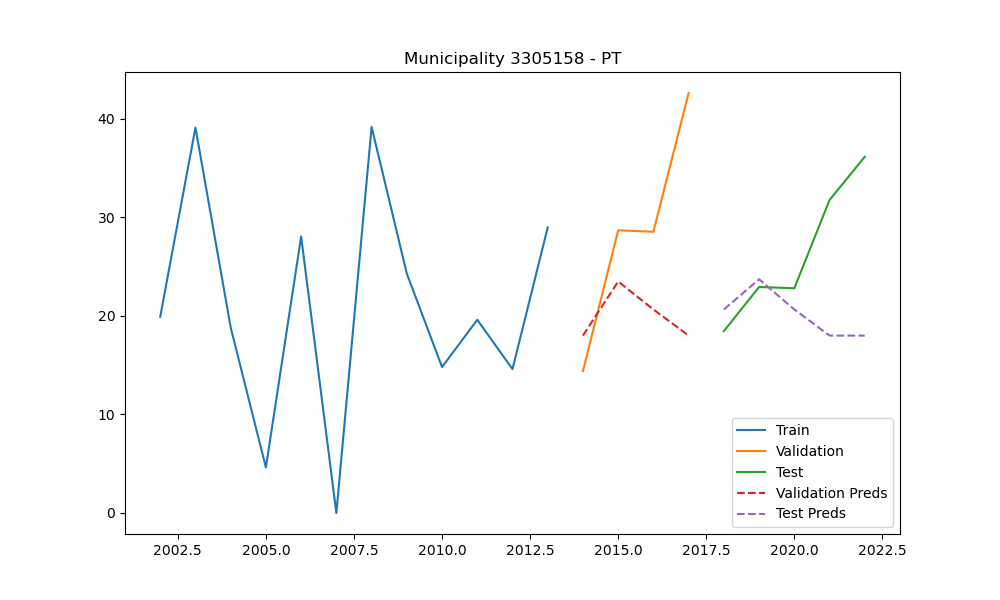 Municipality 3305158 - PT
40
30
20
10
0
2002.5 2005.0 2007.5 2010.0 2012.5 2015.0 2017.5 2020.0 2022.5
Train
Validation
Test
Validation Preds
Test Preds